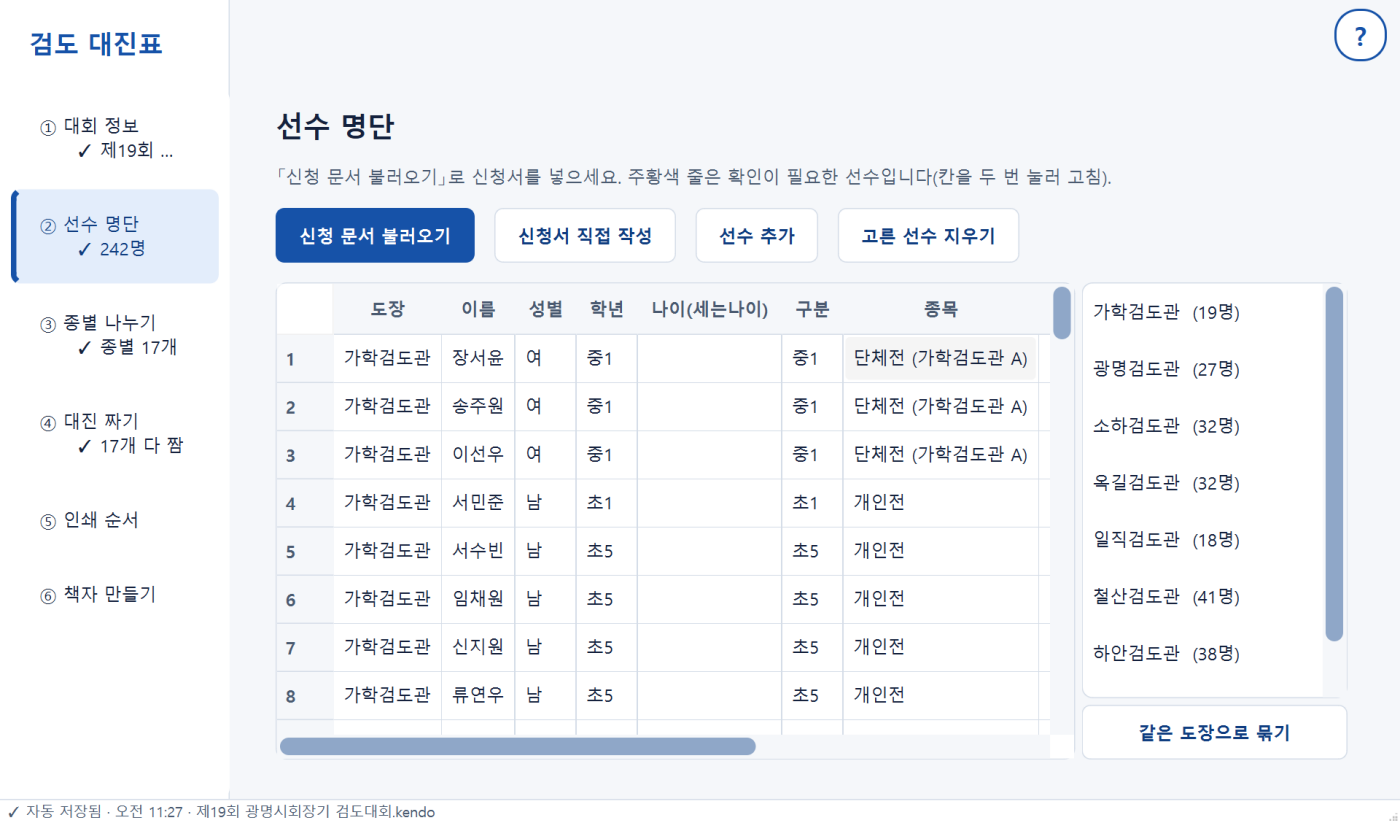 검도 대진표
?
① 대회 정보
✓ 제19회 ...
② 선수 명단
✓ 242명
③ 종별 나누기
✓ 종별 17개
④ 대진 짜기
✓ 17개 다 짬
⑤ 인쇄 순서
⑥ 책자 만들기
선수 명단
「신청 문서 불러오기」로 신청서를 넣으세요. 주황색 줄은 확인이 필요한 선수입니다(칸을 두 번 눌러 고침).
신청 문서 불러오기 신청서 직접 작성 선수 추가 고른 선수 지우기
도장 이름 성별 학년 나이(세는나이) 구분 종목
1 가학검도관 장서윤 여 중1 중1 단체전 (가학검도관 A)
2 가학검도관 송주원 여 중1 중1 단체전 (가학검도관 A)
3 가학검도관 이선우 여 중1 중1 단체전 (가학검도관 A)
4 가학검도관 서민준 남 초1 초1 개인전
5 가학검도관 서수빈 남 초5 초5 개인전
6 가학검도관 임채원 남 초5 초5 개인전
7 가학검도관 신지원 남 초5 초5 개인전
8 가학검도관 류연우 남 초5 초5 개인전
가학검도관 (19명)
광명검도관 (27명)
소하검도관 (32명)
옥길검도관 (32명)
일직검도관 (18명)
철산검도관 (41명)
하안검도관 (38명)
같은 도장으로 묶기
✓ 자동 저장됨 · 오전 11:27 · 제19회 광명시회장기 검도대회.kendo